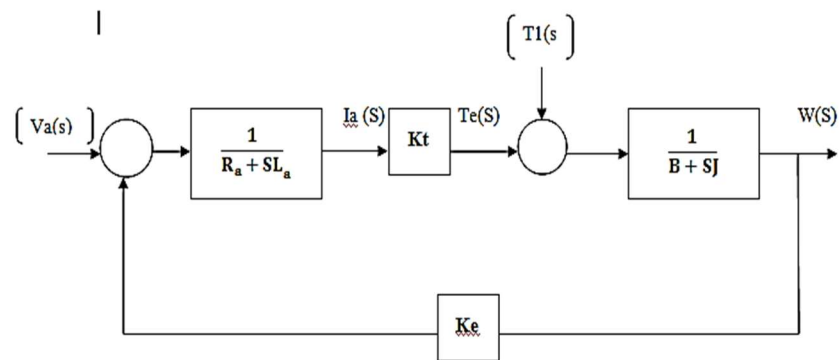 T1(s
Va(s)
1
Ra + SLa
Ia (S)
Kt
Te(S)
1
B + SJ
W(S)
Ke